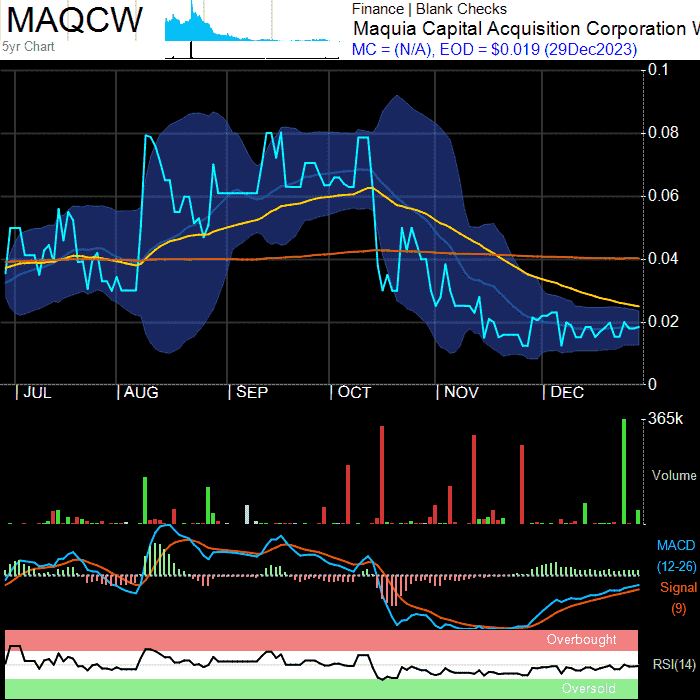 MAQCW
5yr Chart
Finance | Blank Checks
Maquia Capital Acquisition Corporation W
MC = (N/A), EOD = $0.019 (29Dec2023)
0.1
0.08
0.06
0.04
0.02
0
JUL
AUG
SEP
OCT
NOV
DEC
365k
Volume
MACD
(12-26)
Signal
(9)
Overbought
RSI(14)
Oversold